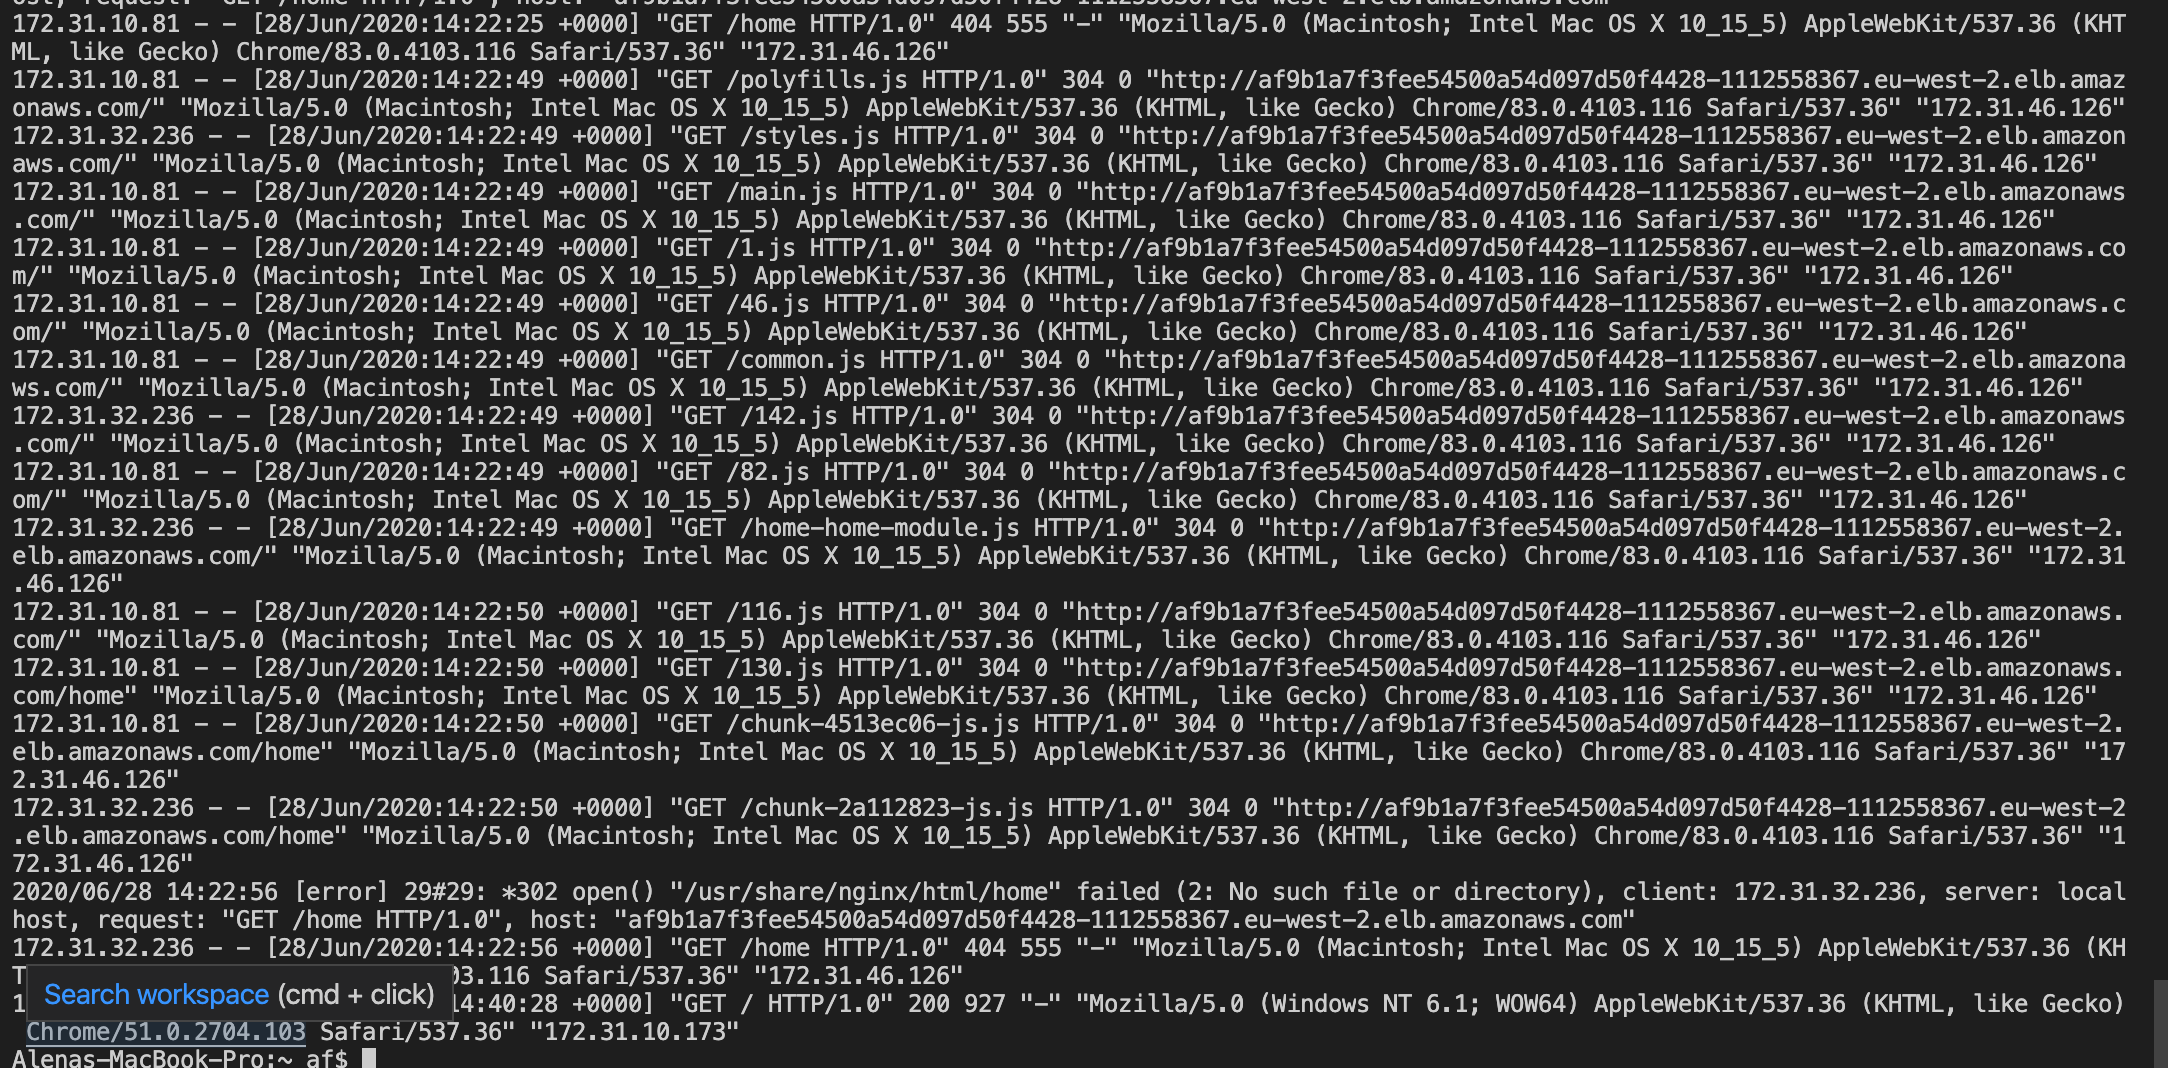 ost, request: "GET /home HTTP/1.0", host: "af9b1a7f3fee54500a54d097d50f4428-1112558367.eu-west-2.elb.amazonaws.com"
172.31.10.81 - - [28/Jun/2020:14:22:25 +0000] "GET /home HTTP/1.0" 404 555 "-" "Mozilla/5.0 (Macintosh; Intel Mac OS X 10_15_5) AppleWebKit/537.36 (KHT
ML, like Gecko) Chrome/83.0.4103.116 Safari/537.36" "172.31.46.126"
172.31.10.81 - - [28/Jun/2020:14:22:49 +0000] "GET /polyfills.js HTTP/1.0" 304 0 "http://af9b1a7f3fee54500a54d097d50f4428-1112558367.eu-west-2.elb.amaz
onaws.com/" "Mozilla/5.0 (Macintosh; Intel Mac OS X 10_15_5) AppleWebKit/537.36 (KHTML, like Gecko) Chrome/83.0.4103.116 Safari/537.36" "172.31.46.126"
172.31.32.236 - - [28/Jun/2020:14:22:49 +0000] "GET /styles.js HTTP/1.0" 304 0 "http://af9b1a7f3fee54500a54d097d50f4428-1112558367.eu-west-2.elb.amazon
aws.com/" "Mozilla/5.0 (Macintosh; Intel Mac OS X 10_15_5) AppleWebKit/537.36 (KHTML, like Gecko) Chrome/83.0.4103.116 Safari/537.36" "172.31.46.126"
172.31.10.81 - - [28/Jun/2020:14:22:49 +0000] "GET /main.js HTTP/1.0" 304 0 "http://af9b1a7f3fee54500a54d097d50f4428-1112558367.eu-west-2.elb.amazonaws
.com/" "Mozilla/5.0 (Macintosh; Intel Mac OS X 10_15_5) AppleWebKit/537.36 (KHTML, like Gecko) Chrome/83.0.4103.116 Safari/537.36" "172.31.46.126"
172.31.10.81 - - [28/Jun/2020:14:22:49 +0000] "GET /1.js HTTP/1.0" 304 0 "http://af9b1a7f3fee54500a54d097d50f4428-1112558367.eu-west-2.elb.amazonaws.co
m/" "Mozilla/5.0 (Macintosh; Intel Mac OS X 10_15_5) AppleWebKit/537.36 (KHTML, like Gecko) Chrome/83.0.4103.116 Safari/537.36" "172.31.46.126"
172.31.10.81 - - [28/Jun/2020:14:22:49 +0000] "GET /46.js HTTP/1.0" 304 0 "http://af9b1a7f3fee54500a54d097d50f4428-1112558367.eu-west-2.elb.amazonaws.c
om/" "Mozilla/5.0 (Macintosh; Intel Mac OS X 10_15_5) AppleWebKit/537.36 (KHTML, like Gecko) Chrome/83.0.4103.116 Safari/537.36" "172.31.46.126"
172.31.10.81 - - [28/Jun/2020:14:22:49 +0000] "GET /common.js HTTP/1.0" 304 0 "http://af9b1a7f3fee54500a54d097d50f4428-1112558367.eu-west-2.elb.amazona
ws.com/" "Mozilla/5.0 (Macintosh; Intel Mac OS X 10_15_5) AppleWebKit/537.36 (KHTML, like Gecko) Chrome/83.0.4103.116 Safari/537.36" "172.31.46.126"
172.31.32.236 - - [28/Jun/2020:14:22:49 +0000] "GET /142.js HTTP/1.0" 304 0 "http://af9b1a7f3fee54500a54d097d50f4428-1112558367.eu-west-2.elb.amazonaws
.com/" "Mozilla/5.0 (Macintosh; Intel Mac OS X 10_15_5) AppleWebKit/537.36 (KHTML, like Gecko) Chrome/83.0.4103.116 Safari/537.36" "172.31.46.126"
172.31.10.81 - - [28/Jun/2020:14:22:49 +0000] "GET /82.js HTTP/1.0" 304 0 "http://af9b1a7f3fee54500a54d097d50f4428-1112558367.eu-west-2.elb.amazonaws.c
om/" "Mozilla/5.0 (Macintosh; Intel Mac OS X 10_15_5) AppleWebKit/537.36 (KHTML, like Gecko) Chrome/83.0.4103.116 Safari/537.36" "172.31.46.126"
172.31.32.236 - - [28/Jun/2020:14:22:49 +0000] "GET /home-home-module.js HTTP/1.0" 304 0 "http://af9b1a7f3fee54500a54d097d50f4428-1112558367.eu-west-2.
elb.amazonaws.com/" "Mozilla/5.0 (Macintosh; Intel Mac OS X 10_15_5) AppleWebKit/537.36 (KHTML, like Gecko) Chrome/83.0.4103.116 Safari/537.36" "172.31
.46.126"
172.31.10.81 - - [28/Jun/2020:14:22:50 +0000] "GET /116.js HTTP/1.0" 304 0 "http://af9b1a7f3fee54500a54d097d50f4428-1112558367.eu-west-2.elb.amazonaws.
com/" "Mozilla/5.0 (Macintosh; Intel Mac OS X 10_15_5) AppleWebKit/537.36 (KHTML, like Gecko) Chrome/83.0.4103.116 Safari/537.36" "172.31.46.126"
172.31.10.81 - - [28/Jun/2020:14:22:50 +0000] "GET /130.js HTTP/1.0" 304 0 "http://af9b1a7f3fee54500a54d097d50f4428-1112558367.eu-west-2.elb.amazonaws.
com/home" "Mozilla/5.0 (Macintosh; Intel Mac OS X 10_15_5) AppleWebKit/537.36 (KHTML, like Gecko) Chrome/83.0.4103.116 Safari/537.36" "172.31.46.126"
172.31.10.81 - - [28/Jun/2020:14:22:50 +0000] "GET /chunk-4513ec06-js.js HTTP/1.0" 304 0 "http://af9b1a7f3fee54500a54d097d50f4428-1112558367.eu-west-2.
elb.amazonaws.com/home" "Mozilla/5.0 (Macintosh; Intel Mac OS X 10_15_5) AppleWebKit/537.36 (KHTML, like Gecko) Chrome/83.0.4103.116 Safari/537.36" "17
2.31.46.126"
172.31.32.236 - - [28/Jun/2020:14:22:50 +0000] "GET /chunk-2a112823-js.js HTTP/1.0" 304 0 "http://af9b1a7f3fee54500a54d097d50f4428-1112558367.eu-west-2
.elb.amazonaws.com/home" "Mozilla/5.0 (Macintosh; Intel Mac OS X 10_15_5) AppleWebKit/537.36 (KHTML, like Gecko) Chrome/83.0.4103.116 Safari/537.36" "1
72.31.46.126"
2020/06/28 14:22:56 [error] 29#29: *302 open() "/usr/share/nginx/html/home" failed (2: No such file or directory), client: 172.31.32.236, server: local
host, request: "GET /home HTTP/1.0", host: "af9b1a7f3fee54500a54d097d50f4428-1112558367.eu-west-2.elb.amazonaws.com"
172.31.32.236 - - [28/Jun/2020:14:22:56 +0000] "GET /home HTTP/1.0" 404 555 "-" "Mozilla/5.0 (Macintosh; Intel Mac OS X 10_15_5) AppleWebKit/537.36 (KH
T 03.116 Safari/537.36" "172.31.46.126"
Search workspace (cmd + click)
1 14:40:28 +0000] "GET / HTTP/1.0" 200 927 "-" "Mozilla/5.0 (Windows NT 6.1; WOW64) AppleWebKit/537.36 (KHTML, like Gecko)
Chrome/51.0.2704.103 Safari/537.36" "172.31.10.173"
Alenas-MacBook-Pro:~ af$